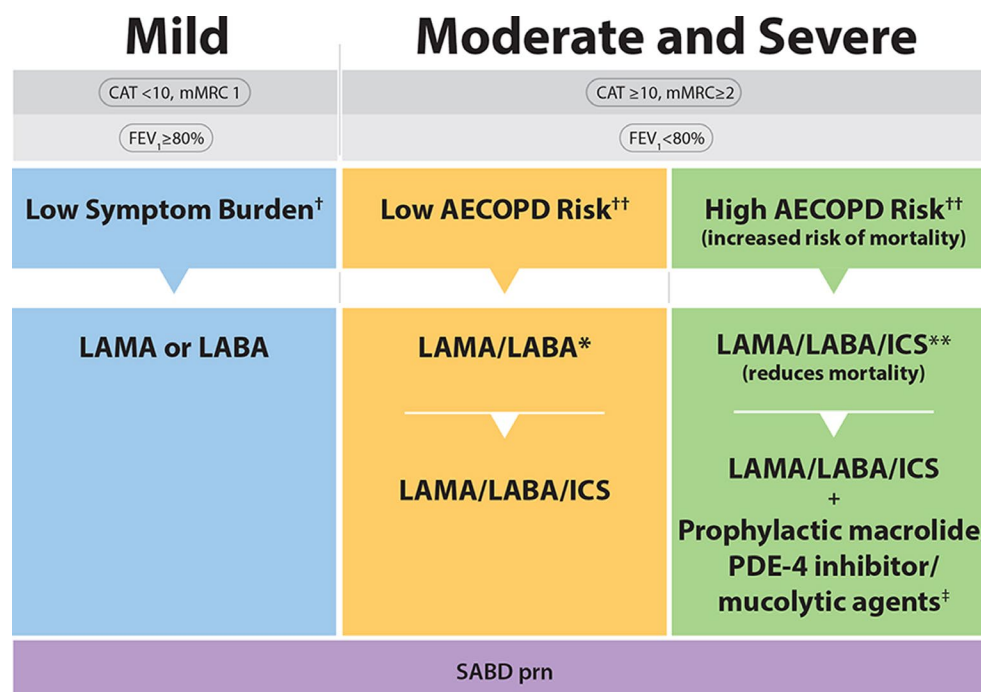 Mild
Moderate and Severe
CAT <10, mMRC 1
CAT ≥10, mMRC≥2
FEV₁≥80%
FEV₁<80%
Low Symptom Burden†
Low AECOPD Risk††
High AECOPD Risk††
(increased risk of mortality)
LAMA or LABA
LAMA/LABA*
LAMA/LABA/ICS
LAMA/LABA/ICS**
(reduces mortality)
LAMA/LABA/ICS
+
Prophylactic macrolide
PDE-4 inhibitor/
mucolytic agents‡
SABD prn